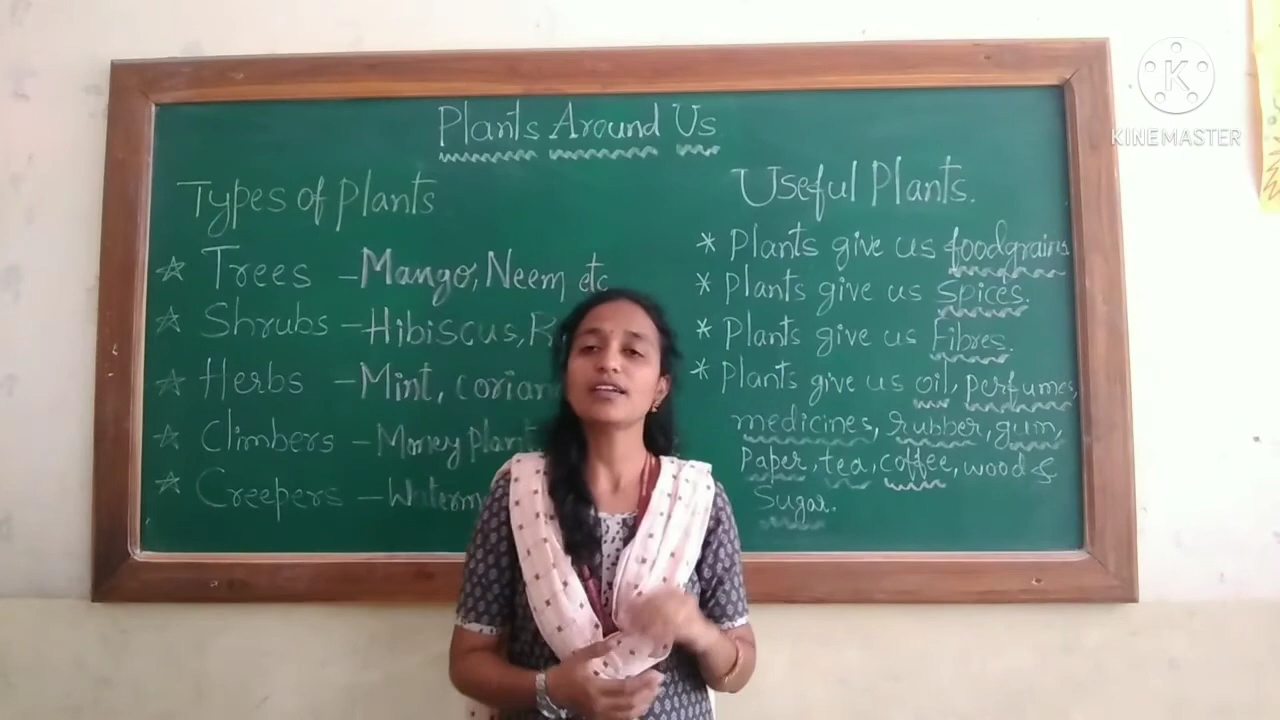 Plants Around Us
Types of Plants
☆ Trees - Mango, Neem etc
☆ Shrubs - Hibiscus,
☆ Herbs - Mint,
☆ Climbers - Money plant
☆ Creepers -
Useful Plants.
* Plants give us foodgrains
* Plants give us Spices.
* Plants give us Fibres.
* Plants give us oil, perfumes,
medicines, rubber, gum,
Paper, tea, coffee, wood &
Sugar.
K
KINEMASTER